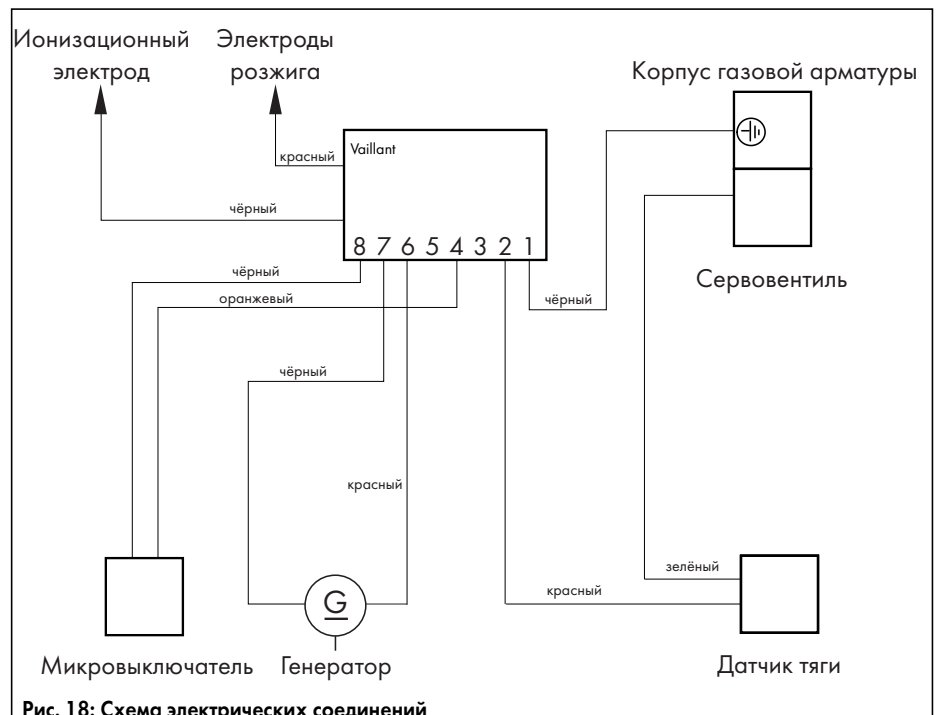 Ионизационный
электрод
Электроды
розжига
Корпус газовой арматуры
красный
Vaillant
чёрный
8 7 6 5 4 3 2 1
Сервовентиль
чёрный
оранжевый
чёрный
чёрный
красный
зелёный
красный
G
Микровыключатель
Генератор
Датчик тяги
Рис. 18: Схема электрических соединений